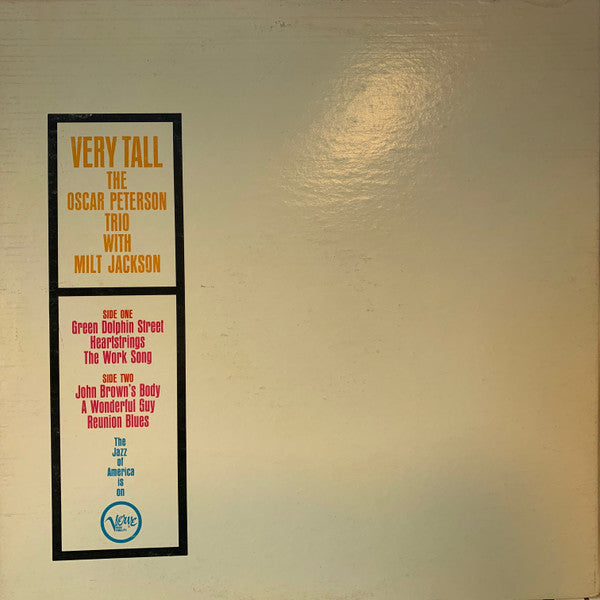 VERY TALL
THE
OSCAR PETERSON
TRIO
WITH
MILT JACKSON
SIDE ONE
Green Dolphin Street
Heartstrings
The Work Song
SIDE TWO
John Brown's Body
A Wonderful Guy
Reunion Blues
The
Jazz
of
America
is
on
Verve